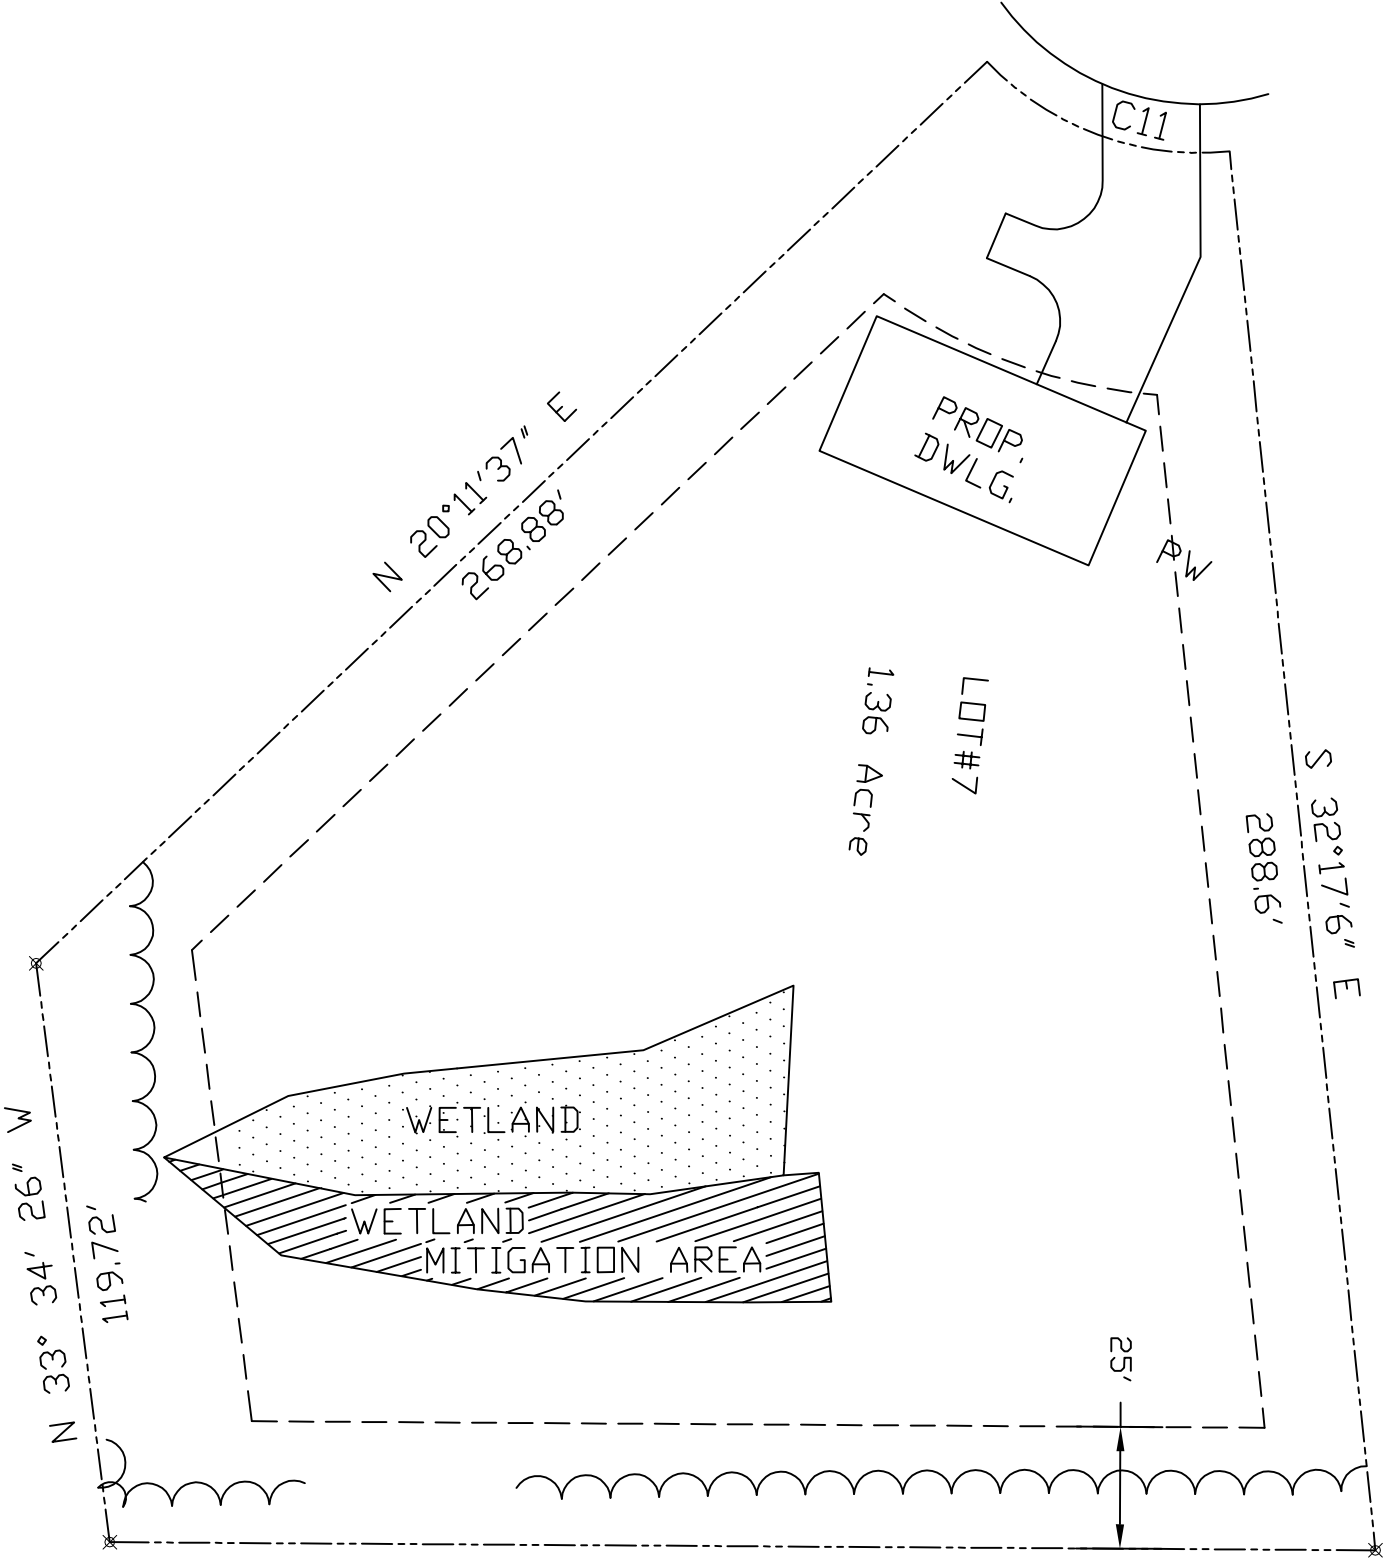 C11
PROP.
DWLG.
N 20°11'37" E
268.88'
PW
LOT#7
1.36 Acre
S 32°17'6" E
288.6'
WETLAND
WETLAND
MITIGATION AREA
N 33° 34' 26" W
119.72'
25'